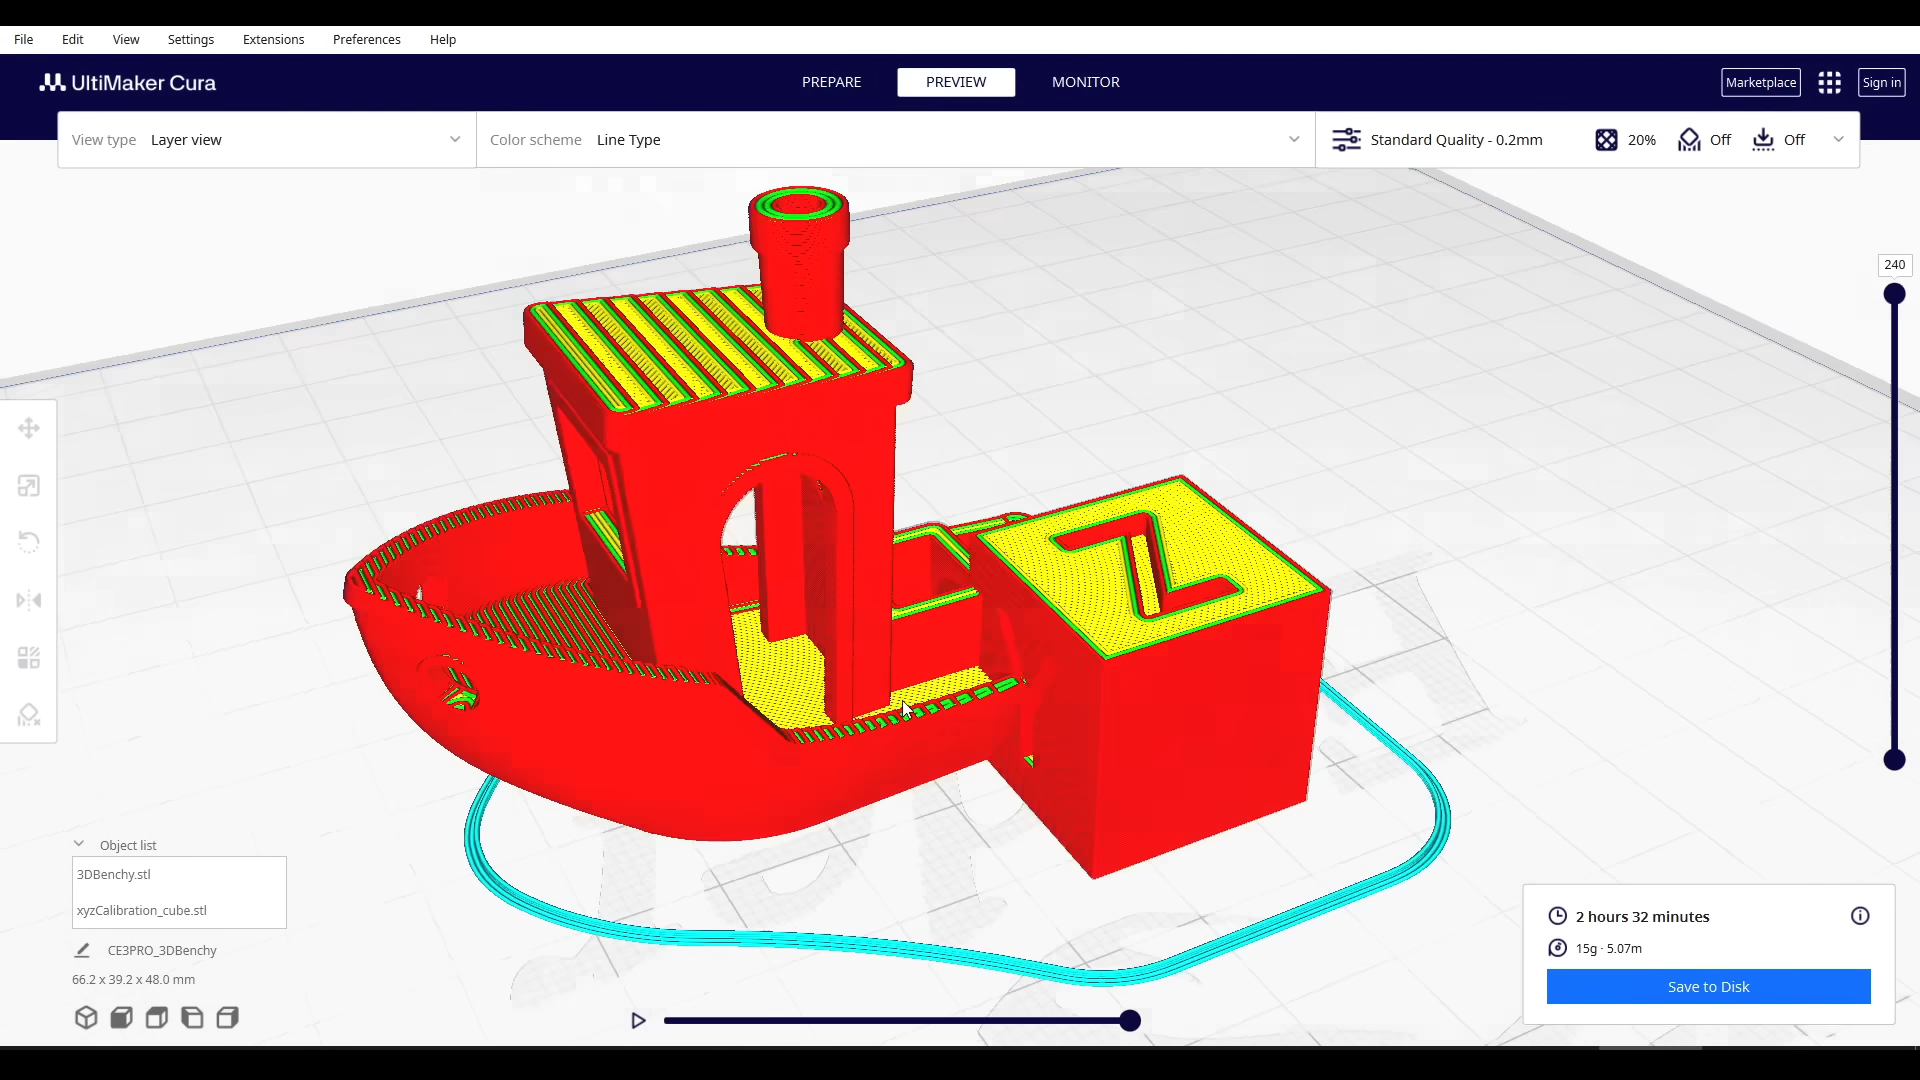 File Edit View Settings Extensions Preferences Help
UltiMaker Cura PREPARE PREVIEW MONITOR Marketplace Sign in
View type Layer view Color scheme Line Type Standard Quality - 0.2mm 20% Off Off
240
Z
Object list
3DBenchy.stl
xyzCalibration_cube.stl
CE3PRO_3DBenchy
66.2 x 39.2 x 48.0 mm
2 hours 32 minutes
15g · 5.07m
Save to Disk